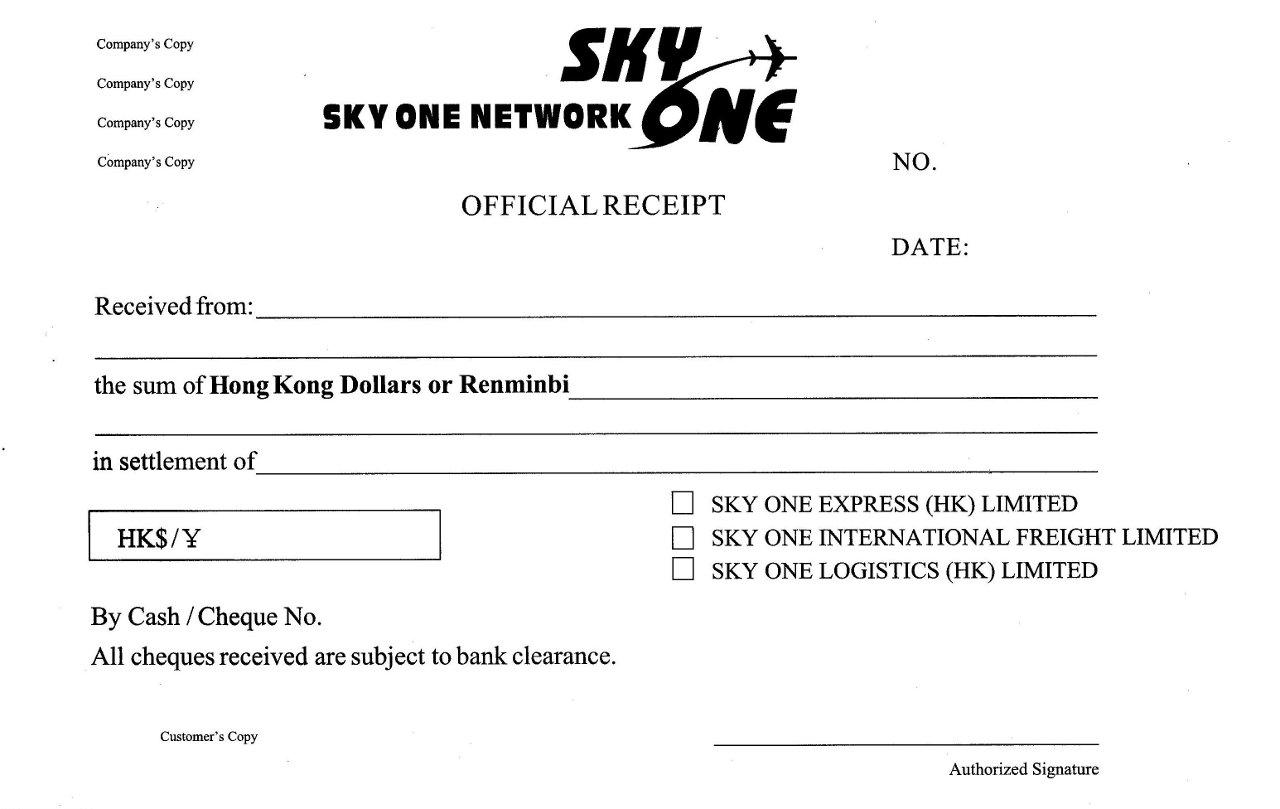 Company's Copy
Company's Copy
Company's Copy
Company's Copy
SKY ONE NETWORK
SKY
ONE
NO.
OFFICIAL RECEIPT
DATE:
Received from:
the sum of Hong Kong Dollars or Renminbi
in settlement of
HK$/¥
SKY ONE EXPRESS (HK) LIMITED
SKY ONE INTERNATIONAL FREIGHT LIMITED
SKY ONE LOGISTICS (HK) LIMITED
By Cash / Cheque No.
All cheques received are subject to bank clearance.
Customer's Copy
Authorized Signature